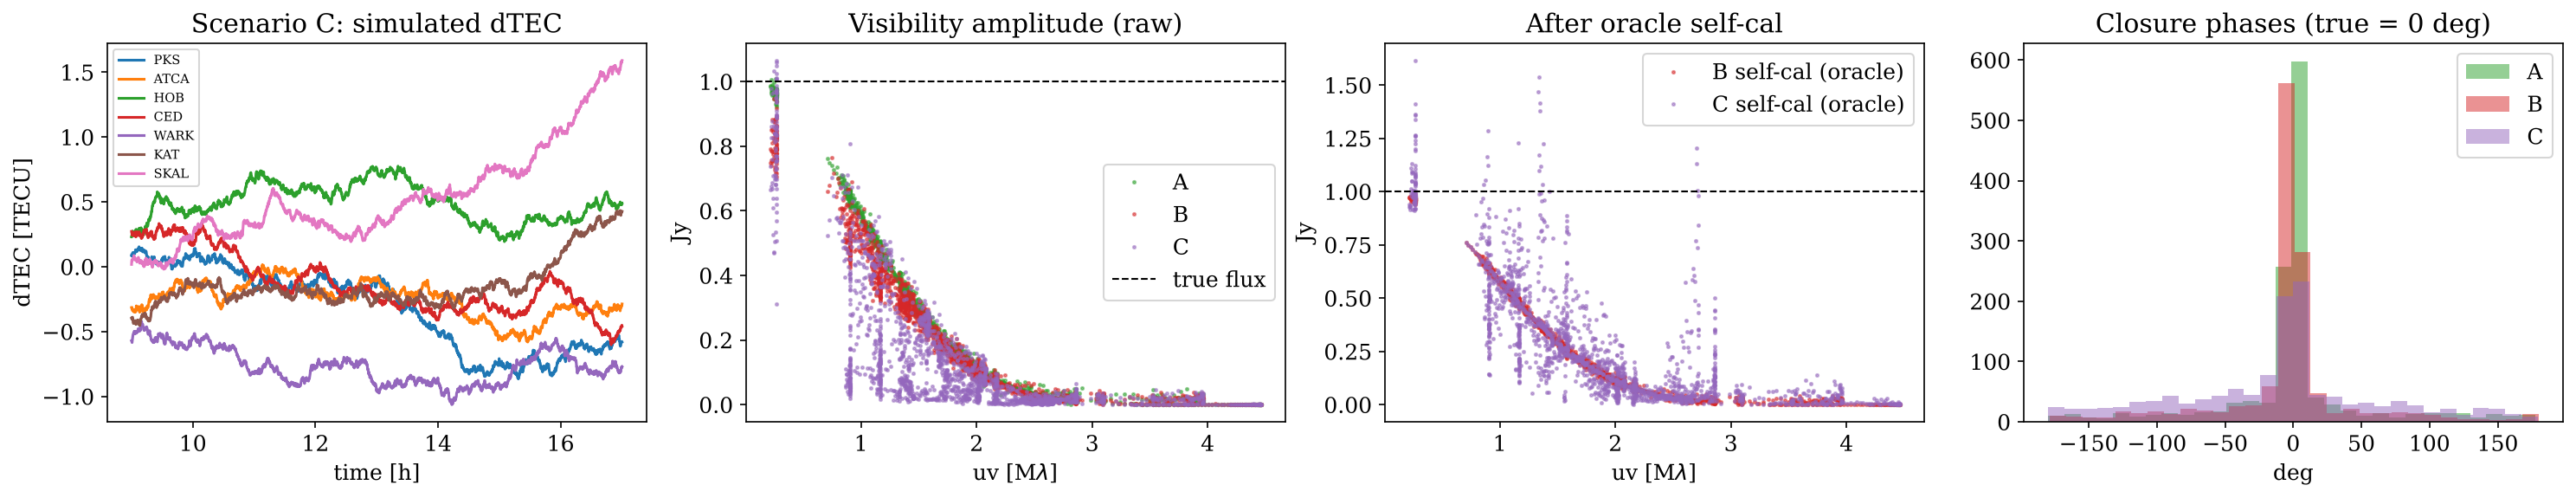 Scenario C: simulated dTEC
dTEC [TECU]
1.5
1.0
0.5
0.0
−0.5
−1.0
PKS
ATCA
HOB
CED
WARK
KAT
SKAL
10
12
14
16
time [h]
Visibility amplitude (raw)
Jy
1.0
0.8
0.6
0.4
0.2
0.0
A
B
C
true flux
1
2
3
4
uv [Mλ]
After oracle self-cal
Jy
1.50
1.25
1.00
0.75
0.50
0.25
0.00
B self-cal (oracle)
C self-cal (oracle)
1
2
3
4
uv [Mλ]
Closure phases (true = 0 deg)
600
500
400
300
200
100
0
A
B
C
−150
−100
−50
0
50
100
150
deg